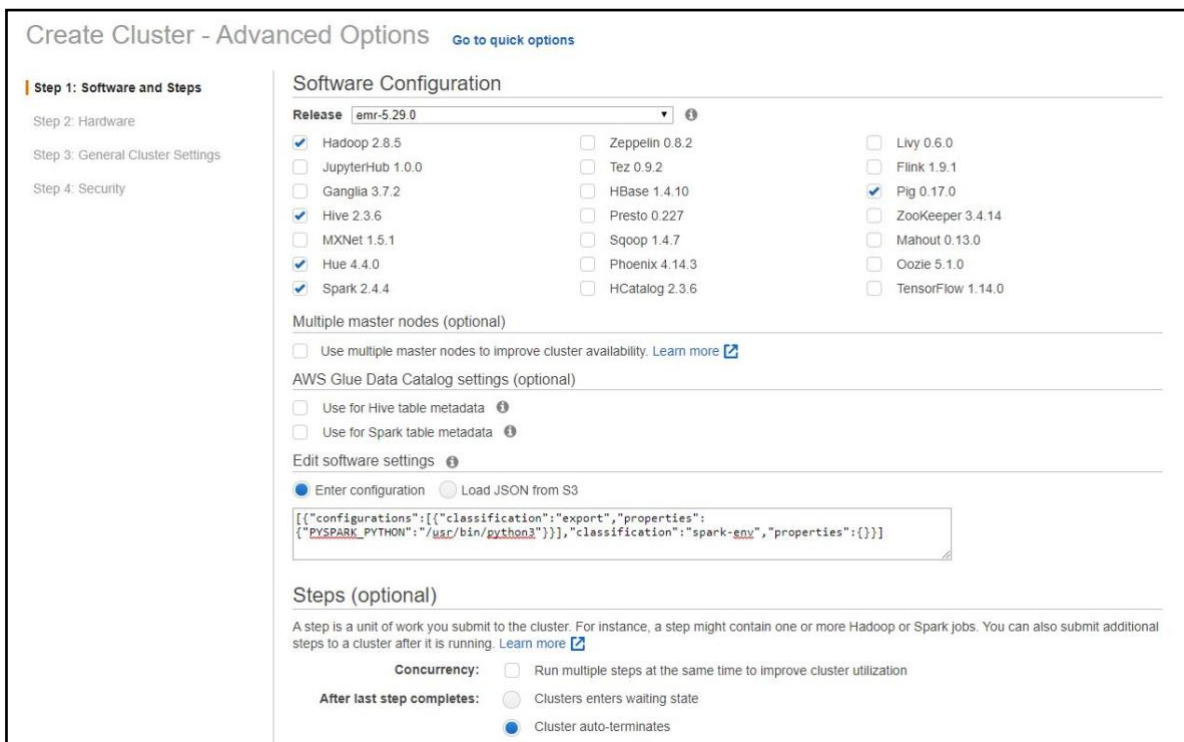 Create Cluster - Advanced Options Go to quick options
Step 1: Software and Steps
Step 2: Hardware
Step 3: General Cluster Settings
Step 4: Security
Software Configuration
Release emr-5.29.0
Hadoop 2.8.5 Zeppelin 0.8.2 Livy 0.6.0
JupyterHub 1.0.0 Tez 0.9.2 Flink 1.9.1
Ganglia 3.7.2 HBase 1.4.10 Pig 0.17.0
Hive 2.3.6 Presto 0.227 ZooKeeper 3.4.14
MXNet 1.5.1 Sqoop 1.4.7 Mahout 0.13.0
Hue 4.4.0 Phoenix 4.14.3 Oozie 5.1.0
Spark 2.4.4 HCatalog 2.3.6 TensorFlow 1.14.0
Multiple master nodes (optional)
Use multiple master nodes to improve cluster availability. Learn more
AWS Glue Data Catalog settings (optional)
Use for Hive table metadata
Use for Spark table metadata
Edit software settings
Enter configuration Load JSON from S3
[{"configurations":[{"classification":"export","properties":
{"PYSPARK_PYTHON":"/usr/bin/python3"}}],"classification":"spark-env","properties":{}}]
Steps (optional)
A step is a unit of work you submit to the cluster. For instance, a step might contain one or more Hadoop or Spark jobs. You can also submit additional
steps to a cluster after it is running. Learn more
Concurrency: Run multiple steps at the same time to improve cluster utilization
After last step completes: Clusters enters waiting state
Cluster auto-terminates